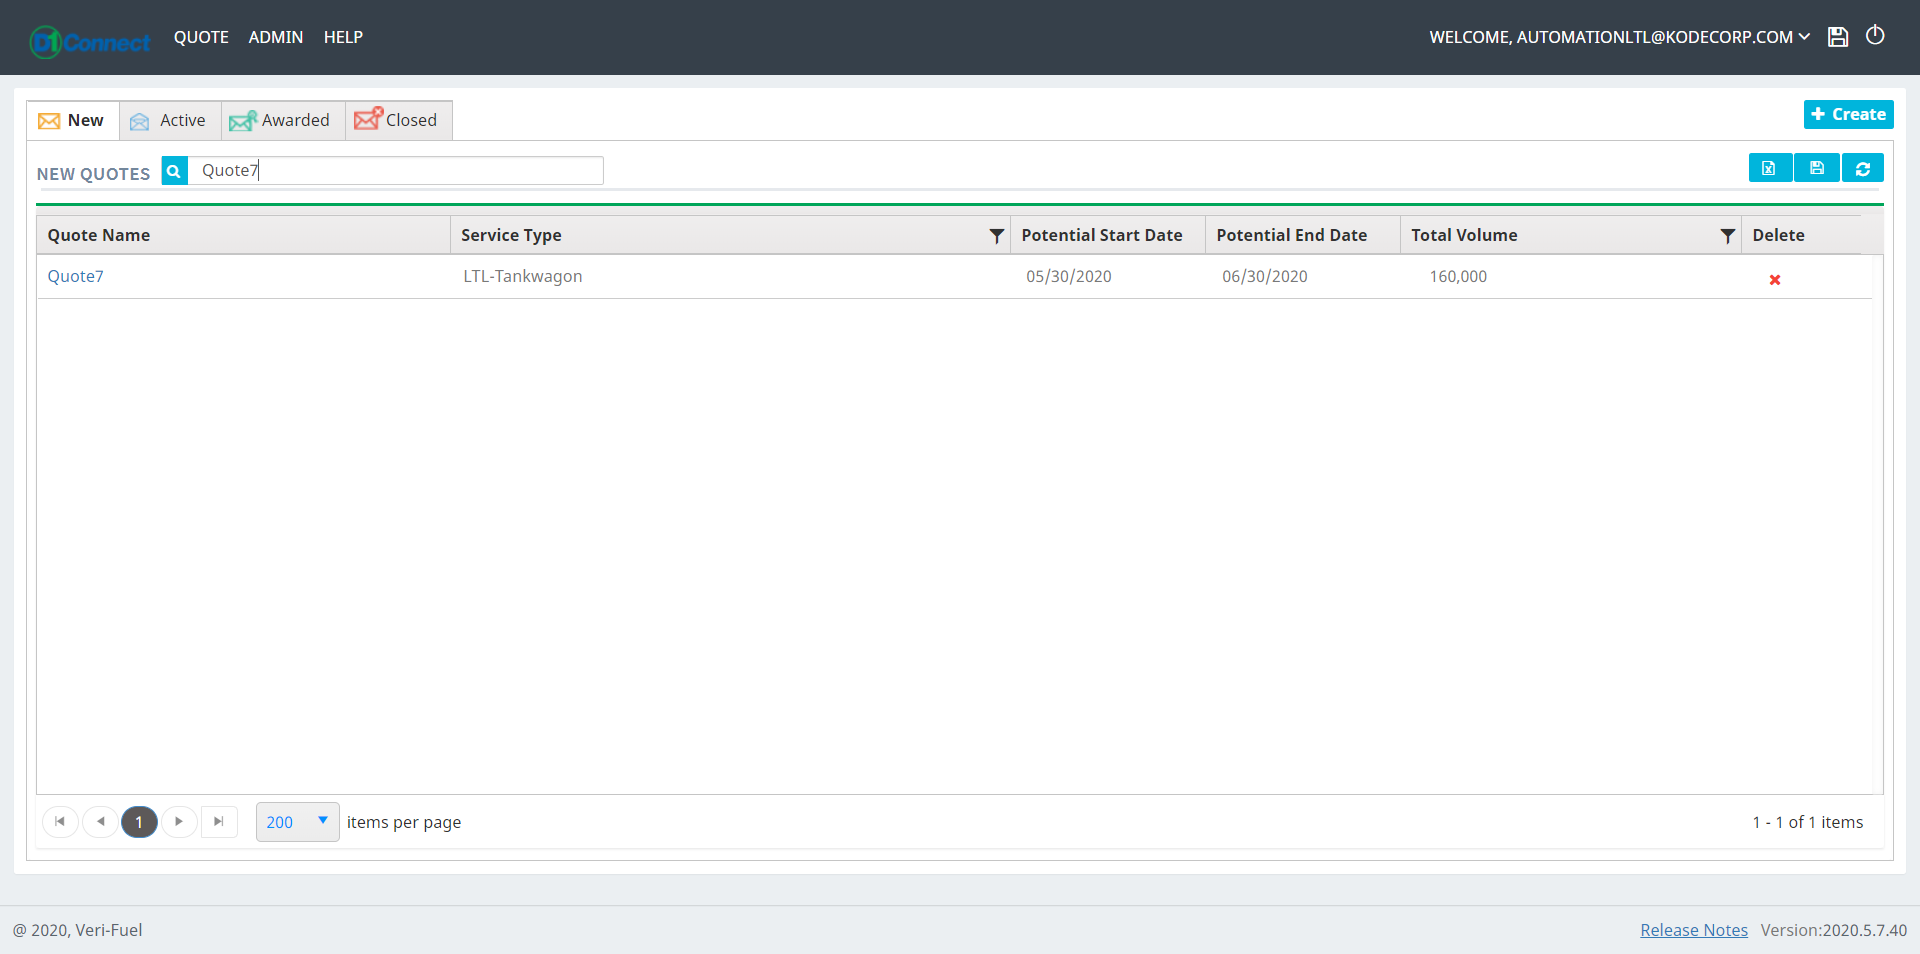 D1Connect QUOTE ADMIN HELP WELCOME, AUTOMATIONLTL@KODECORP.COM
New Active Awarded Closed + Create
NEW QUOTES Quote7
Quote Name Service Type Potential Start Date Potential End Date Total Volume Delete
Quote7 LTL-Tankwagon 05/30/2020 06/30/2020 160,000
1 200 items per page 1 - 1 of 1 items
@ 2020, Veri-Fuel Release Notes Version:2020.5.7.40